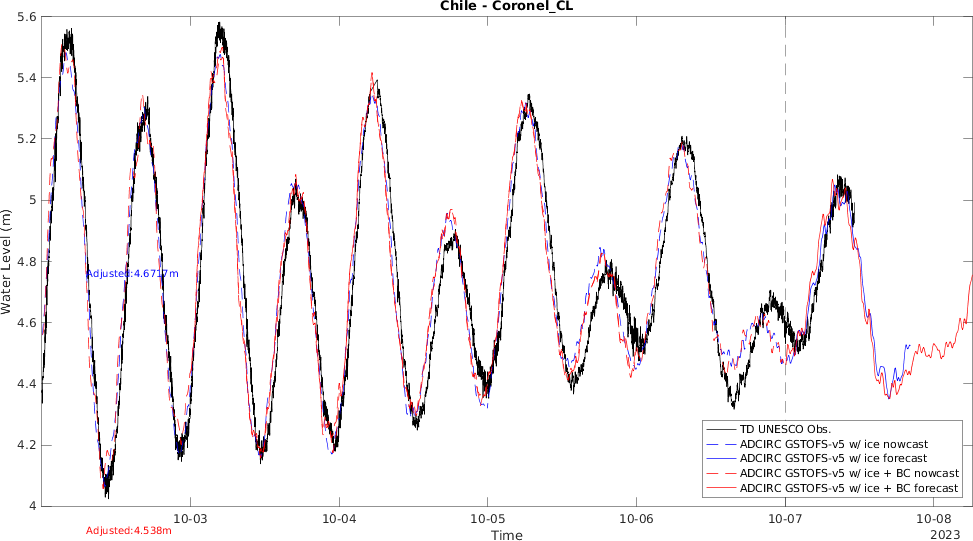 Chile - Coronel_CL
5.6
5.4
5.2
5
4.8
4.6
4.4
4.2
4
Water Level (m)
Adjusted:4.6717m
TD UNESCO Obs.
ADCIRC GSTOFS-v5 w/ ice nowcast
ADCIRC GSTOFS-v5 w/ ice forecast
ADCIRC GSTOFS-v5 w/ ice + BC nowcast
ADCIRC GSTOFS-v5 w/ ice + BC forecast
10-03 10-04 10-05 10-06 10-07 10-08
2023
Time
Adjusted:4.538m